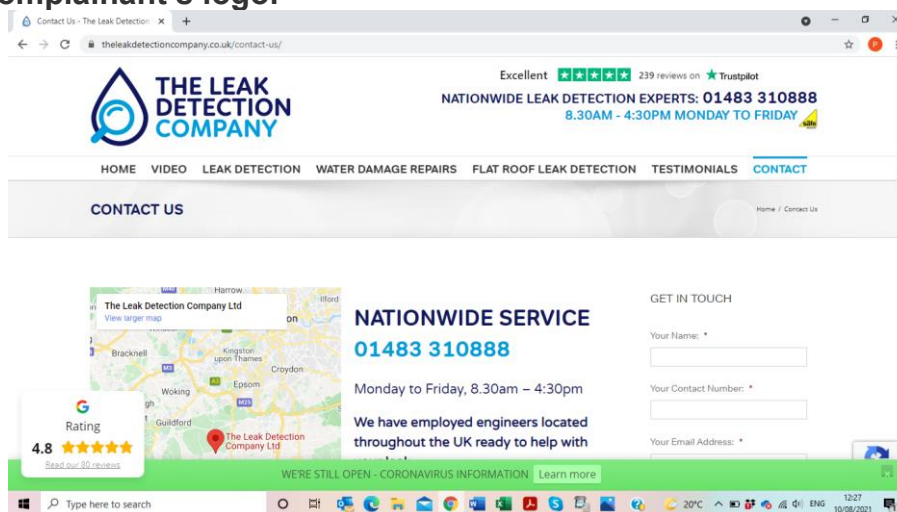 omplainant's logo:
Contact Us - The Leak Detection
theleakdetectioncompany.co.uk/contact-us/
THE LEAK
DETECTION
COMPANY
Excellent 239 reviews on Trustpilot
NATIONWIDE LEAK DETECTION EXPERTS: 01483 310888
8.30AM - 4:30PM MONDAY TO FRIDAY
safe
HOME VIDEO LEAK DETECTION WATER DAMAGE REPAIRS FLAT ROOF LEAK DETECTION TESTIMONIALS CONTACT
CONTACT US
Home / Contact Us
The Leak Detection Company Ltd
View larger map
Harrow
Ilford
on
Bracknell
Kingston
upon Thames
Croydon
M3
Epsom
Woking
A3
M25
gh
Guildford
The Leak Detection
Company Ltd
NATIONWIDE SERVICE
01483 310888
Monday to Friday, 8.30am – 4:30pm
We have employed engineers located
throughout the UK ready to help with
GET IN TOUCH
Your Name: *
Your Contact Number: *
Your Email Address: *
G
Rating
4.8
Read our 80 reviews
WE'RE STILL OPEN - CORONAVIRUS INFORMATION Learn more
Type here to search
20°C
ENG
12:27
10/08/2021